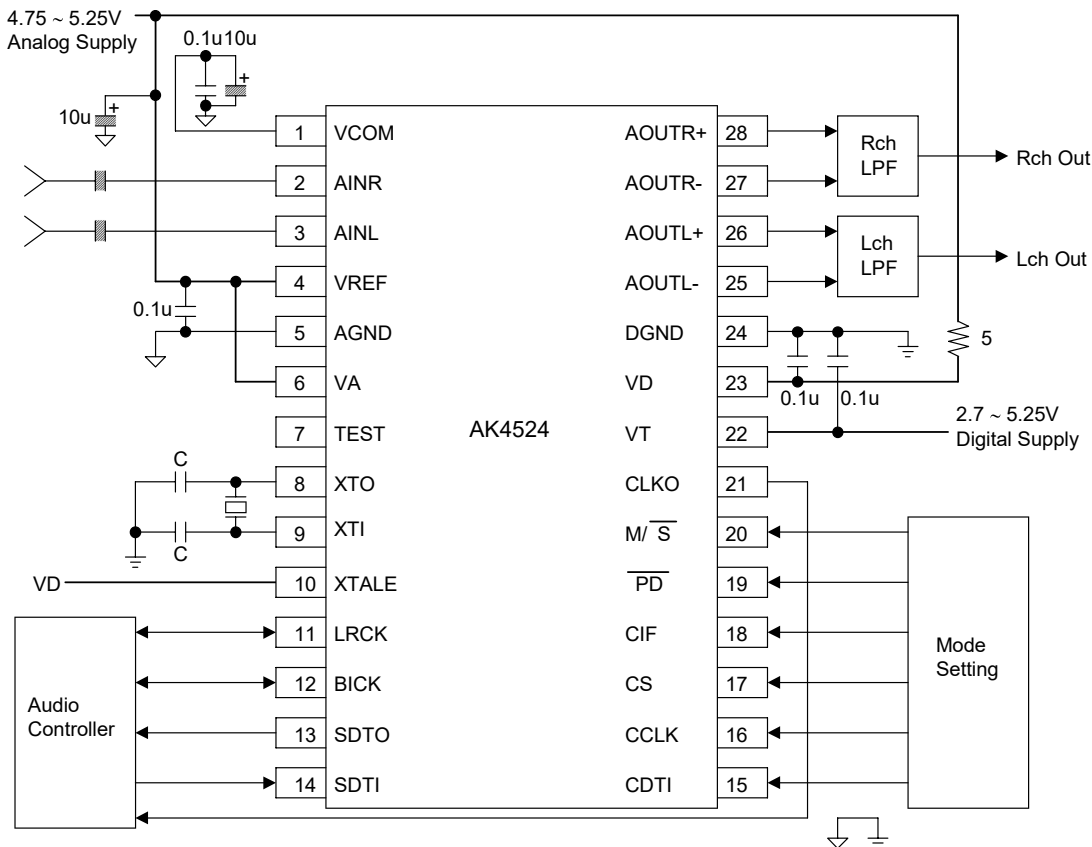 4.75 ~ 5.25V
Analog Supply
0.1u
10u
+
10u
+
1
VCOM
2
AINR
3
AINL
4
VREF
0.1u
5
AGND
6
VA
7
TEST
C
8
XTO
9
XTI
C
VD
10
XTALE
11
LRCK
12
BICK
13
SDTO
14
SDTI
Audio
Controller
AK4524
AOUTR+
28
AOUTR-
27
AOUTL+
26
AOUTL-
25
DGND
24
VD
23
VT
22
CLKO
21
M/ S
20
PD
19
CIF
18
CS
17
CCLK
16
CDTI
15
Rch
LPF
Rch Out
Lch
LPF
Lch Out
5
0.1u
0.1u
2.7 ~ 5.25V
Digital Supply
Mode
Setting